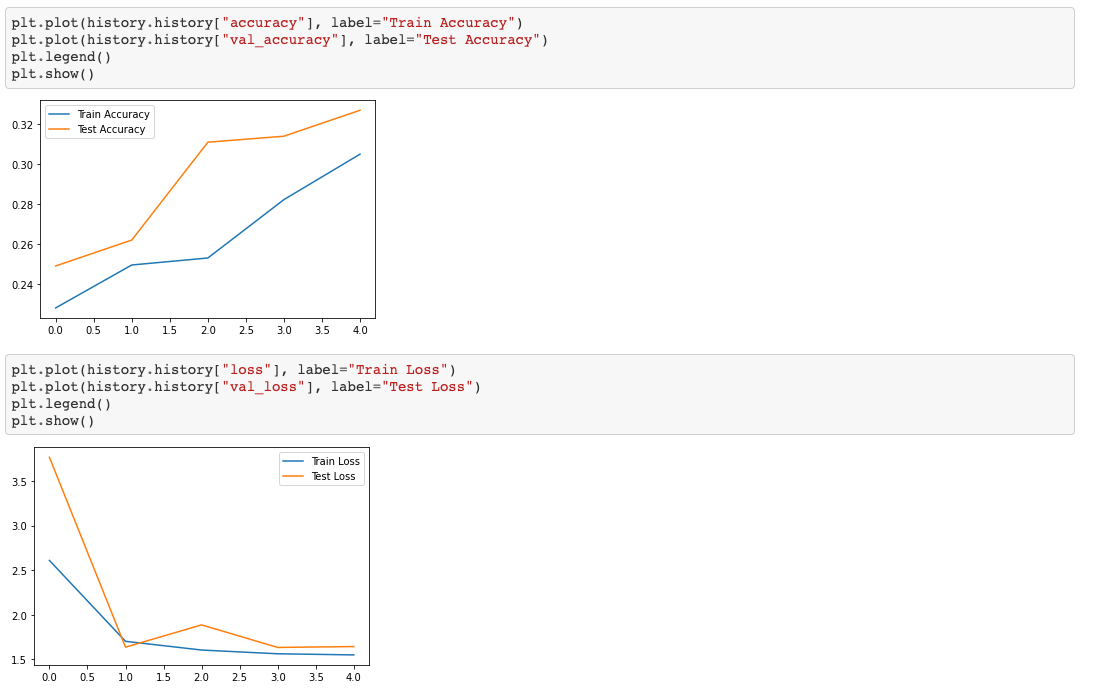 plt.plot(history.history["accuracy"], label="Train Accuracy")
plt.plot(history.history["val_accuracy"], label="Test Accuracy")
plt.legend()
plt.show()
Train Accuracy
Test Accuracy
0.32
0.30
0.28
0.26
0.24
0.0 0.5 1.0 1.5 2.0 2.5 3.0 3.5 4.0
plt.plot(history.history["loss"], label="Train Loss")
plt.plot(history.history["val_loss"], label="Test Loss")
plt.legend()
plt.show()
Train Loss
Test Loss
3.5
3.0
2.5
2.0
1.5
0.0 0.5 1.0 1.5 2.0 2.5 3.0 3.5 4.0